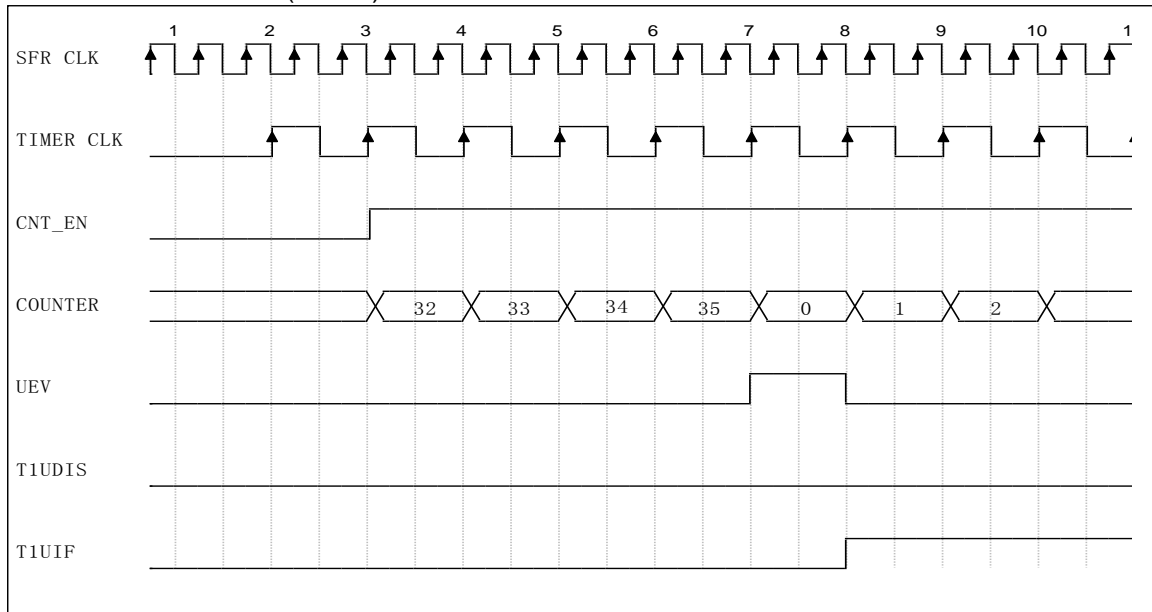 1 2 3 4 5 6 7 8 9 10 1
SFR CLK
TIMER CLK
CNT_EN
COUNTER 32 33 34 35 0 1 2
UEV
T1UDIS
T1UIF